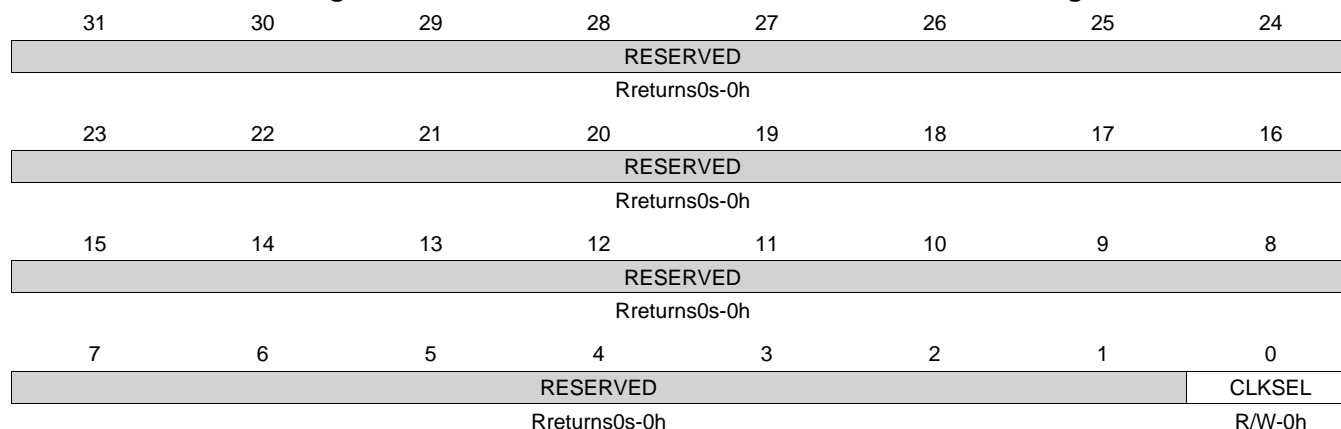 31 30 29 28 27 26 25 24
RESERVED
Rreturns0s-0h
23 22 21 20 19 18 17 16
RESERVED
Rreturns0s-0h
15 14 13 12 11 10 9 8
RESERVED
Rreturns0s-0h
7 6 5 4 3 2 1 0
RESERVED CLKSEL
Rreturns0s-0h R/W-0h